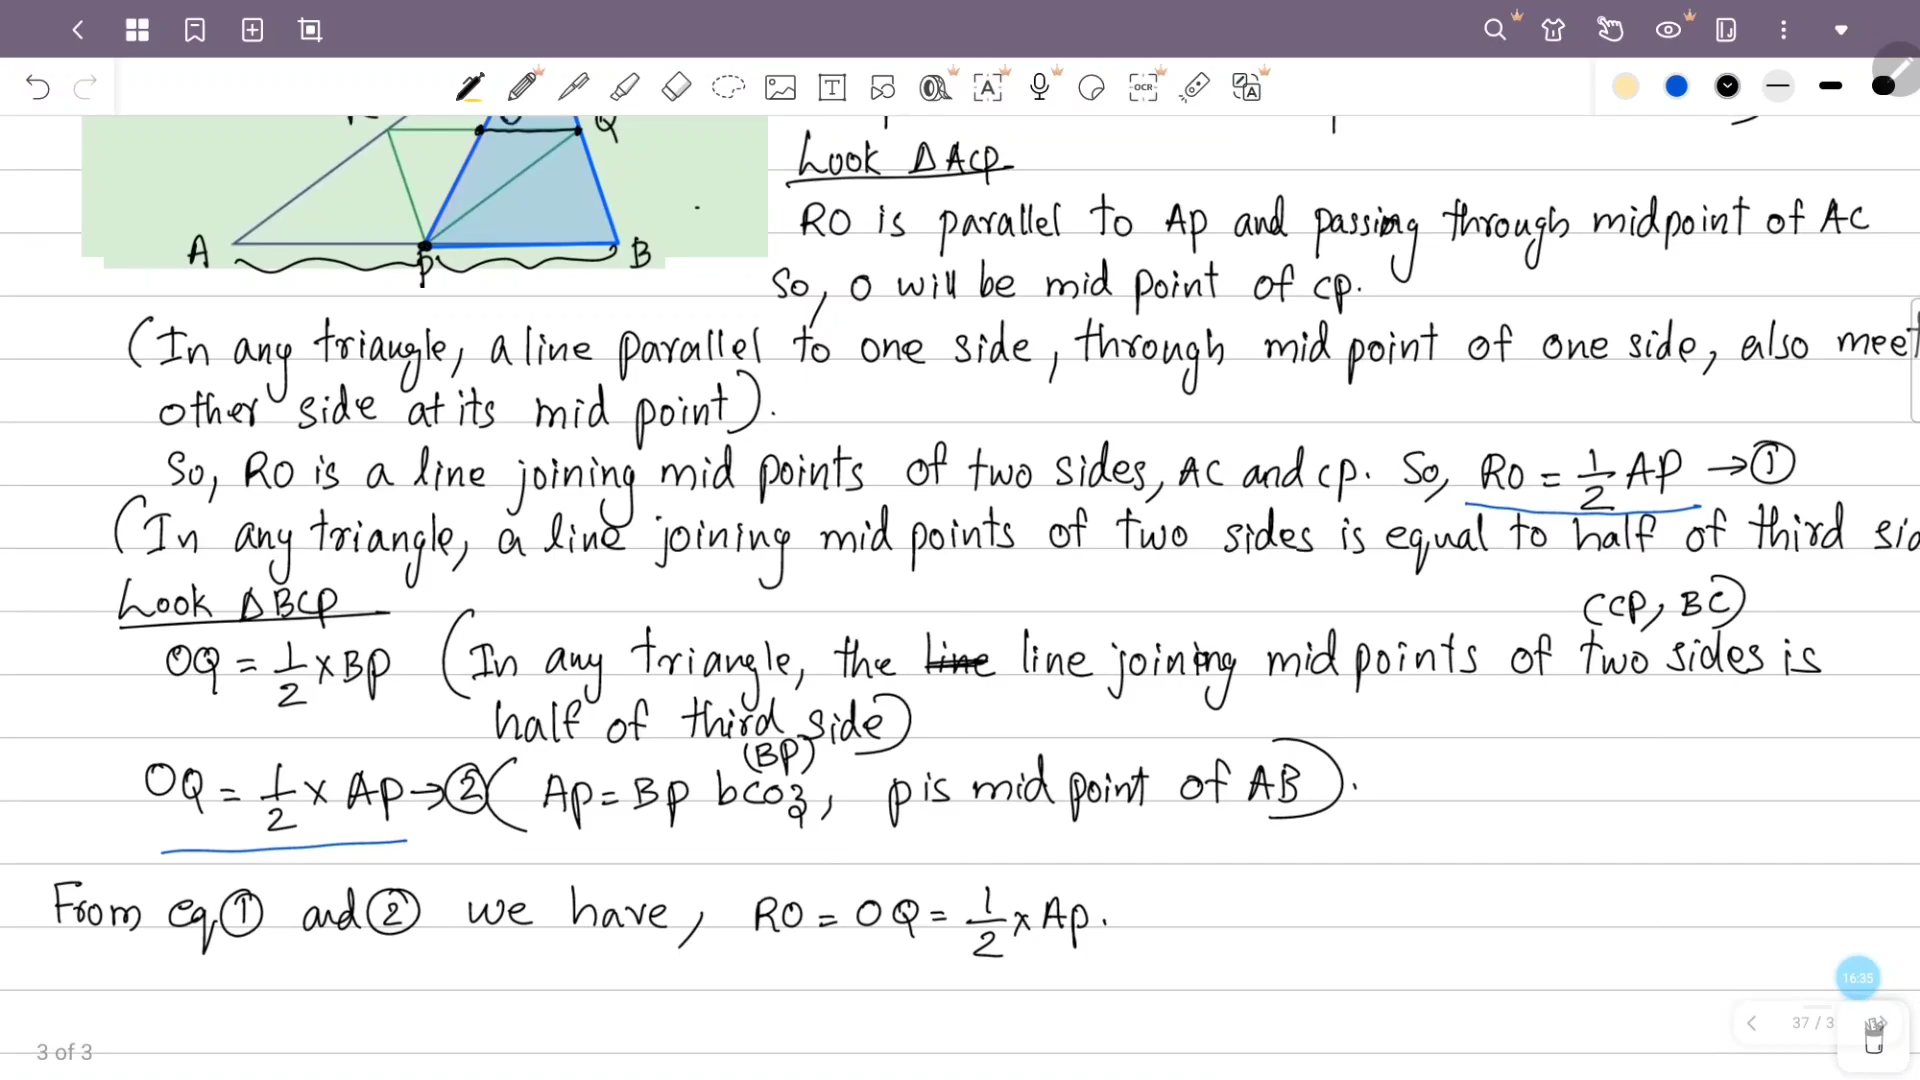 Q
A
P
B
Look ΔACP
RO is parallel to AP and passing through midpoint of AC
So, O will be mid point of CP.
(In any triangle, a line parallel to one side, through mid point of one side, also meet
other side at its mid point).
So, RO is a line joining mid points of two sides, AC and CP. So, RO = 1/2 AP → ①
(In any triangle, a line joining mid points of two sides is equal to half of third
Look ΔBCP
(CP, BC)
OQ = 1/2 × BP (In any triangle, the line line joining mid points of two sides is
half of third side)
(BP)
OQ = 1/2 × AP → ② (AP = BP bcoz, P is mid point of AB).
From eq ① and ② we have, RO = OQ = 1/2 × AP.
16:35
37 / 3
3 of 3